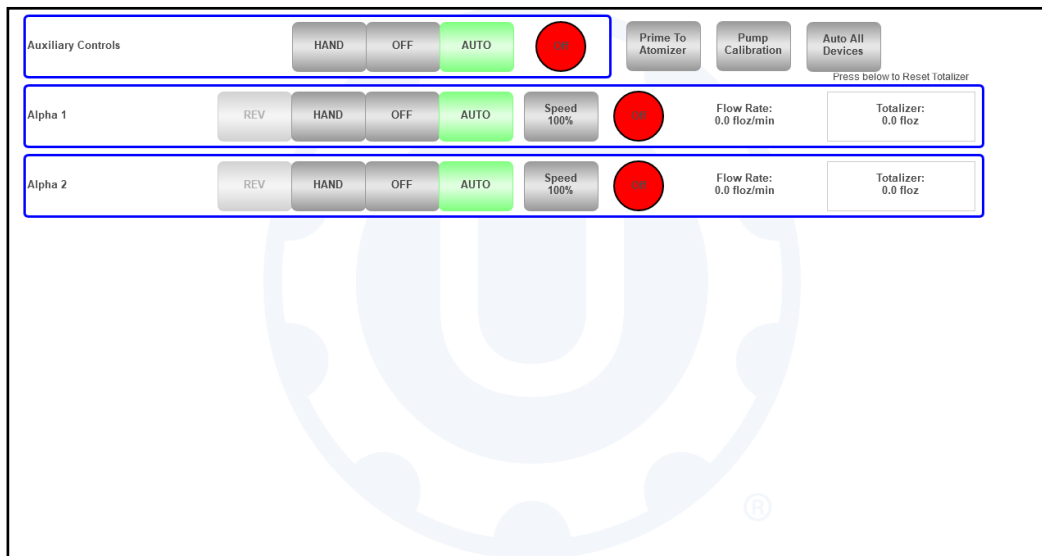 Auxiliary Controls
HAND
OFF
AUTO
Off
Prime To
Atomizer
Pump
Calibration
Auto All
Devices
Press below to Reset Totalizer
Alpha 1
REV
HAND
OFF
AUTO
Speed
100%
Off
Flow Rate:
0.0 floz/min
Totalizer:
0.0 floz
Alpha 2
REV
HAND
OFF
AUTO
Speed
100%
Off
Flow Rate:
0.0 floz/min
Totalizer:
0.0 floz
®